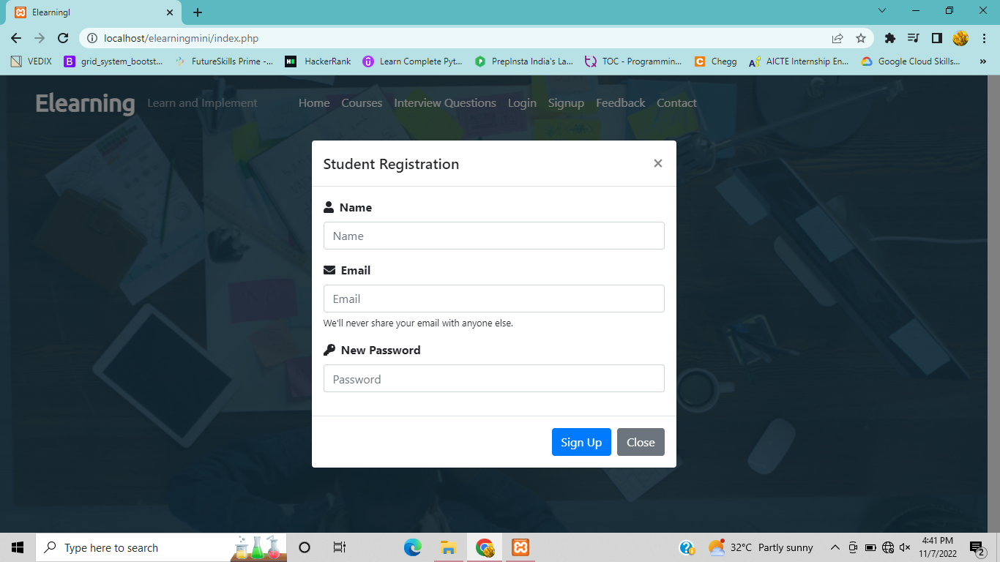 Elearningl
localhost/elearningmini/index.php
VEDIX grid_system_bootst... FutureSkills Prime -... HackerRank Learn Complete Pyt... PrepInsta India's La... TOC - Programmin... Chegg AICTE Internship En... Google Cloud Skills... »
Elearning Learn and Implement Home Courses Interview Questions Login Signup Feedback Contact
Student Registration ×
Name
Name
Email
Email
We'll never share your email with anyone else.
New Password
Password
Sign Up Close
Type here to search 32°C Partly sunny 4:41 PM
11/7/2022 2